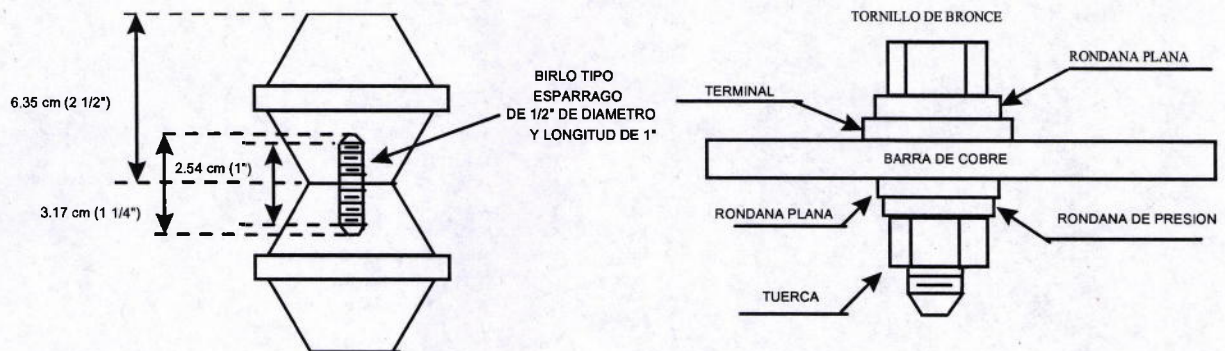 6.35 cm (2 1/2")
2.54 cm (1")
3.17 cm (1 1/4")
BIRLO TIPO
ESPARRAGO
DE 1/2" DE DIAMETRO
Y LONGITUD DE 1"
TORNILLO DE BRONCE
RONDANA PLANA
TERMINAL
BARRA DE COBRE
RONDANA PLANA
RONDANA DE PRESION
TUERCA